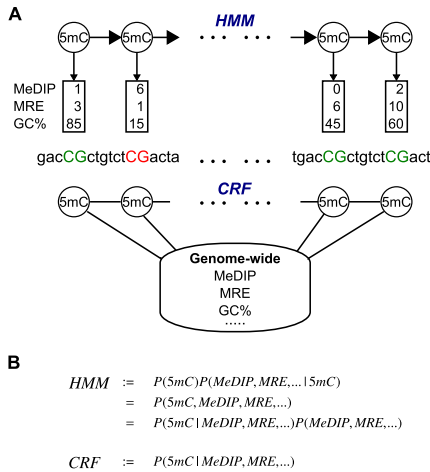 A
HMM
5mC 5mC 5mC 5mC
MeDIP 1 6 0 2
MRE 3 1 6 10
GC% 85 15 45 60
gacCGctgtctCGacta ... ... tgacCGctgtctCGact
CRF
5mC 5mC ... ... 5mC 5mC
Genome-wide
MeDIP
MRE
GC%
.....
B
HMM := P(5mC)P(MeDIP,MRE,...|5mC)
= P(5mC,MeDIP,MRE,...)
= P(5mC|MeDIP,MRE,...)P(MeDIP,MRE,...)
CRF := P(5mC|MeDIP,MRE,...)